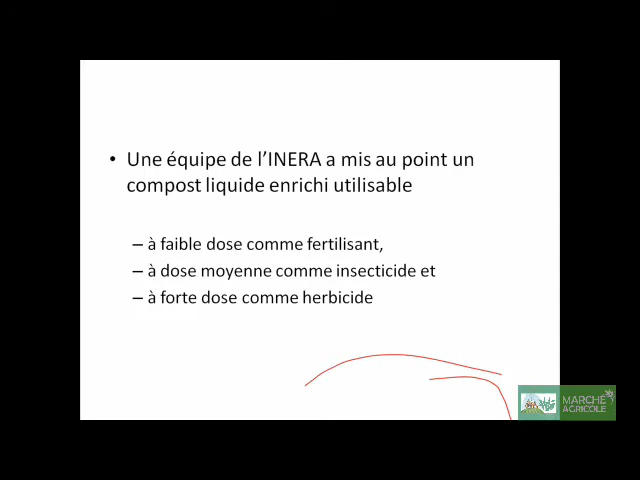 • Une équipe de l'INERA a mis au point un
compost liquide enrichi utilisable
– à faible dose comme fertilisant,
– à dose moyenne comme insecticide et
– à forte dose comme herbicide
MARCHÉ
AGRICOLE